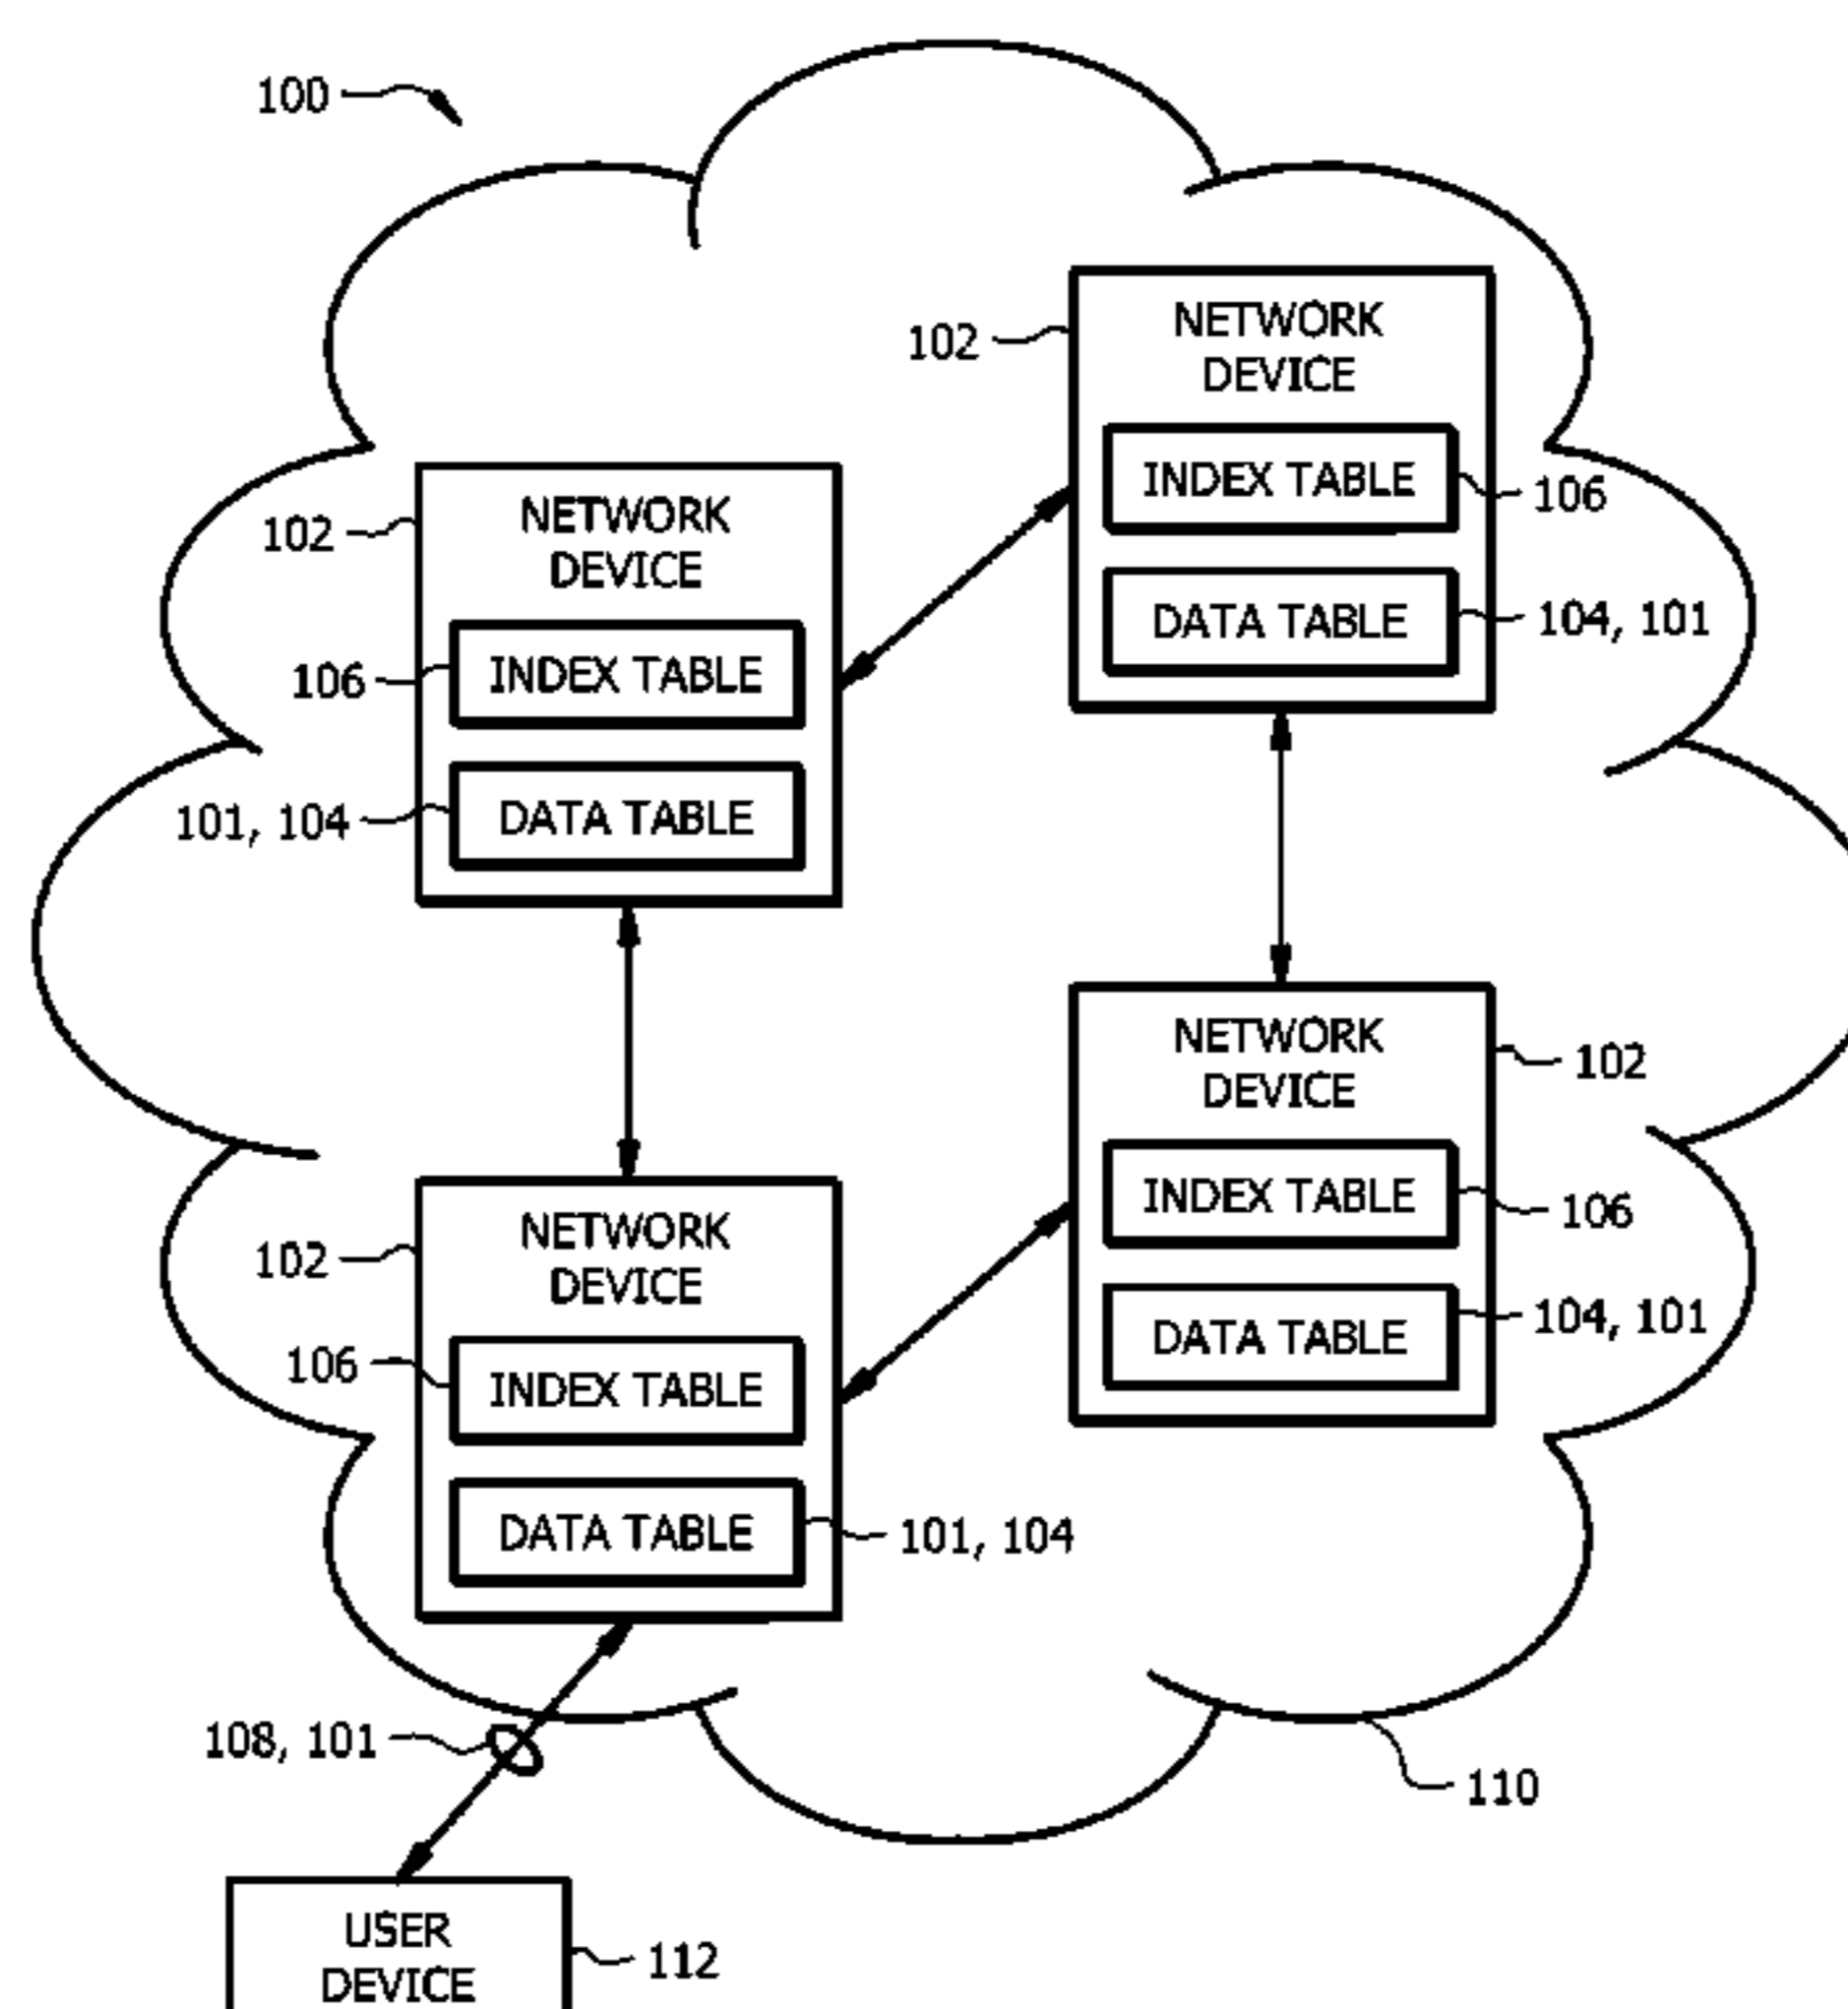 100
102
NETWORK
DEVICE
INDEX TABLE
106
DATA TABLE
104, 101
102
NETWORK
DEVICE
106
INDEX TABLE
101, 104
DATA TABLE
NETWORK
DEVICE
102
INDEX TABLE
106
DATA TABLE
104, 101
102
NETWORK
DEVICE
106
INDEX TABLE
DATA TABLE
101, 104
108, 101
110
USER
DEVICE
112